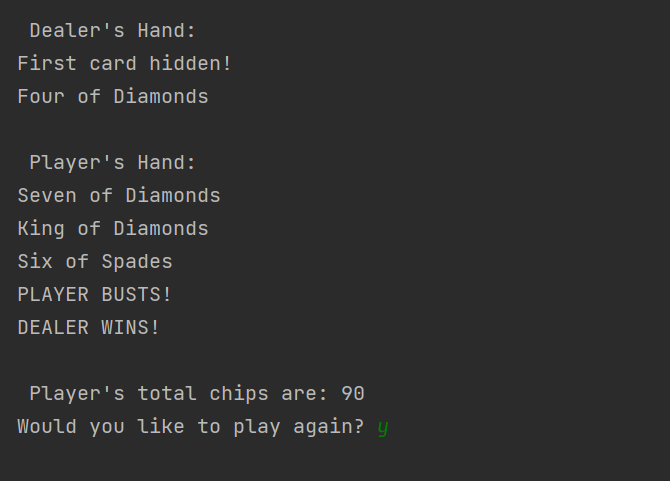 Dealer's Hand:
First card hidden!
Four of Diamonds
Player's Hand:
Seven of Diamonds
King of Diamonds
Six of Spades
PLAYER BUSTS!
DEALER WINS!
Player's total chips are: 90
Would you like to play again? y